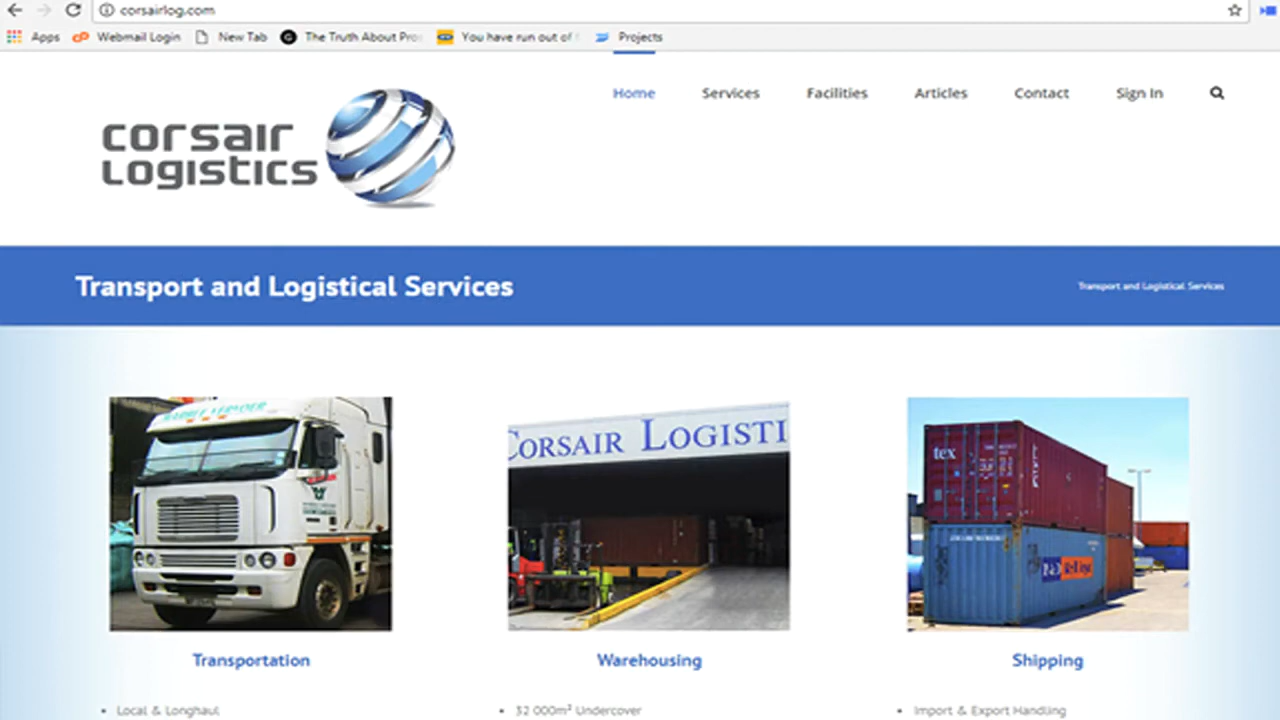 corsairlog.com
Apps Webmail Login New Tab The Truth About Pro You have run out of Projects
Home Services Facilities Articles Contact Sign In
corsair
Logistics
Transport and Logistical Services
Transport and Logistical Services
CORSAIR LOGISTI
tex
Transportation Warehousing Shipping
• Local & Longhaul • 32 000m² Undercover • Import & Export Handling